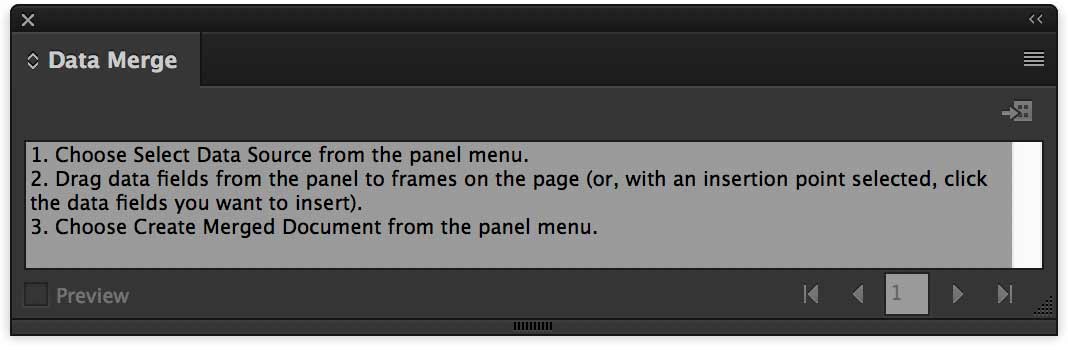 Data Merge
1. Choose Select Data Source from the panel menu.
2. Drag data fields from the panel to frames on the page (or, with an insertion point selected, click
the data fields you want to insert).
3. Choose Create Merged Document from the panel menu.
Preview
1